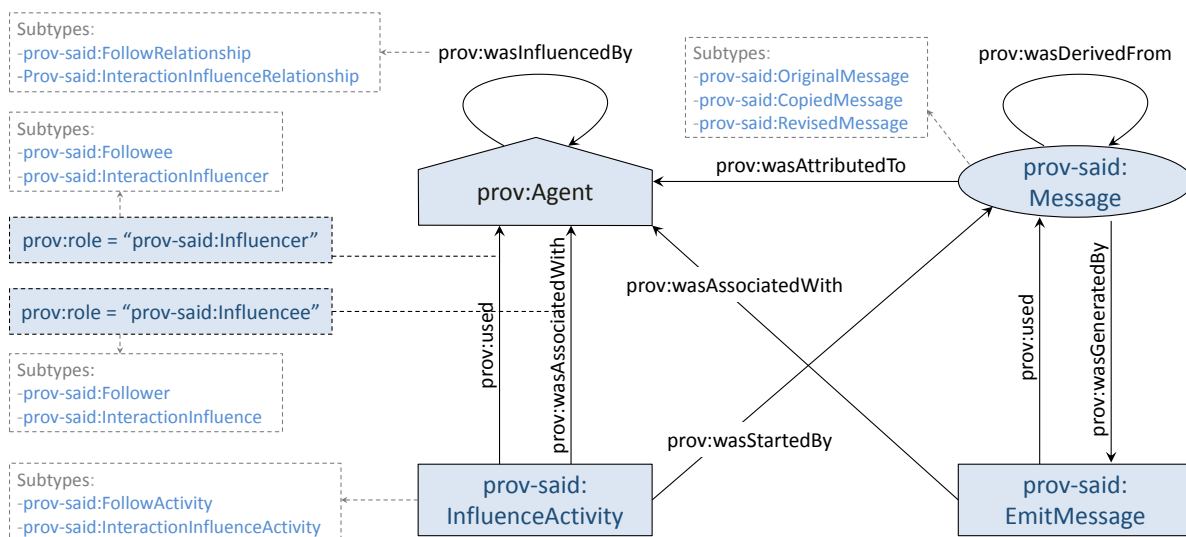 Subtypes:
-prov-said:FollowRelationship
-Prov-said:InteractionInfluenceRelationship
prov:wasInfluencedBy
Subtypes:
-prov-said:OriginalMessage
-prov-said:CopiedMessage
-prov-said:RevisedMessage
prov:wasDerivedFrom
Subtypes:
-prov-said:Followee
-prov-said:InteractionInfluencer
prov:Agent
prov:wasAttributedTo
prov-said:
Message
prov:role = “prov-said:Influencer”
prov:role = “prov-said:Influencee”
prov:used
prov:wasAssociatedWith
prov:wasAssociatedWith
prov:used
prov:wasGeneratedBy
Subtypes:
-prov-said:Follower
-prov-said:InteractionInfluence
prov:wasStartedBy
Subtypes:
-prov-said:FollowActivity
-prov-said:InteractionInfluenceActivity
prov-said:
InfluenceActivity
prov-said:
EmitMessage